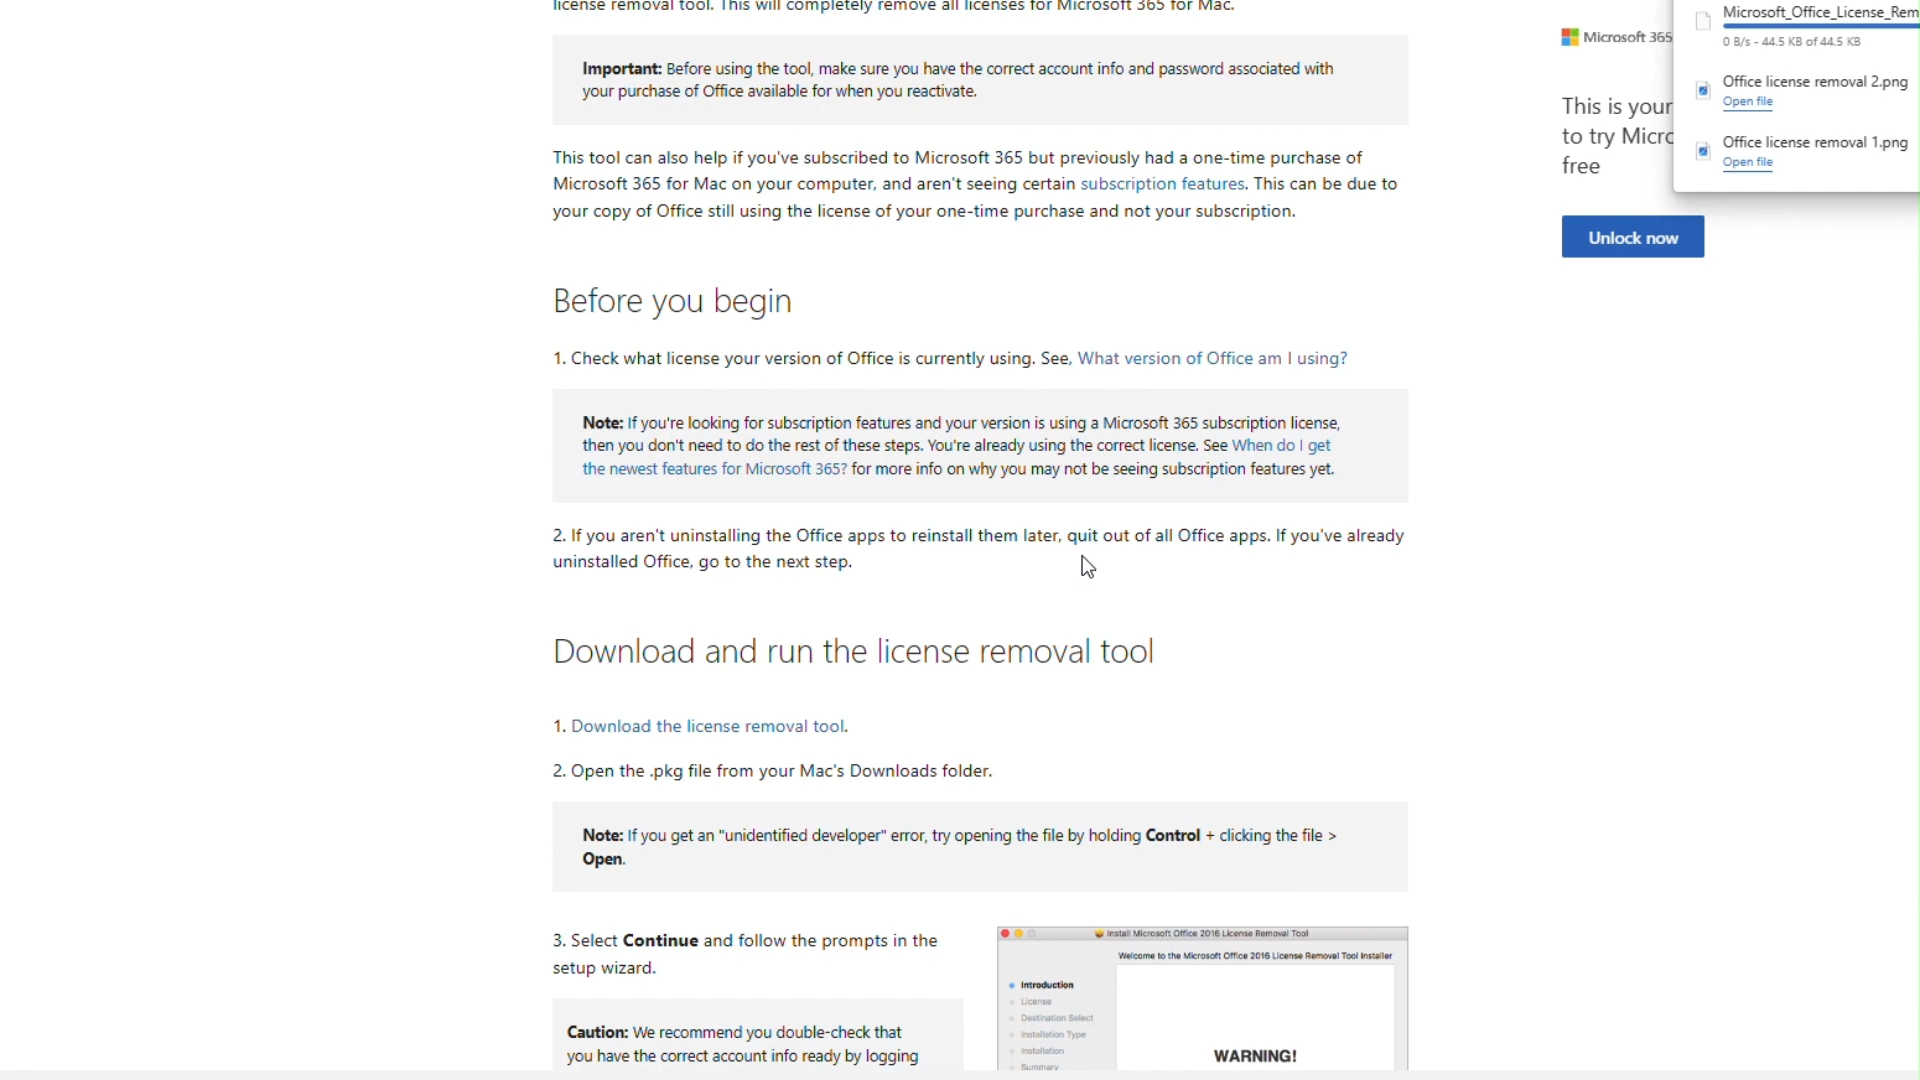 license removal tool. This will completely remove all licenses for Microsoft 365 for Mac.
Important: Before using the tool, make sure you have the correct account info and password associated with
your purchase of Office available for when you reactivate.
This tool can also help if you've subscribed to Microsoft 365 but previously had a one-time purchase of
Microsoft 365 for Mac on your computer, and aren't seeing certain subscription features. This can be due to
your copy of Office still using the license of your one-time purchase and not your subscription.
Before you begin
1. Check what license your version of Office is currently using. See, What version of Office am I using?
Note: If you're looking for subscription features and your version is using a Microsoft 365 subscription license,
then you don't need to do the rest of these steps. You're already using the correct license. See When do I get
the newest features for Microsoft 365? for more info on why you may not be seeing subscription features yet.
2. If you aren't uninstalling the Office apps to reinstall them later, quit out of all Office apps. If you've already
uninstalled Office, go to the next step.
Download and run the license removal tool
1. Download the license removal tool.
2. Open the .pkg file from your Mac's Downloads folder.
Note: If you get an "unidentified developer" error, try opening the file by holding Control + clicking the file >
Open.
3. Select Continue and follow the prompts in the
setup wizard.
Caution: We recommend you double-check that
you have the correct account info ready by logging
Install Microsoft Office 2016 License Removal Tool
Welcome to the Microsoft Office 2016 License Removal Tool Installer
Introduction
License
Destination Select
Installation Type
Installation
Summary
WARNING!
Microsoft 365
This is your
to try Micro
free
Unlock now
Microsoft_Office_License_Rem
0 B/s - 44.5 KB of 44.5 KB
Office license removal 2.png
Open file
Office license removal 1.png
Open file